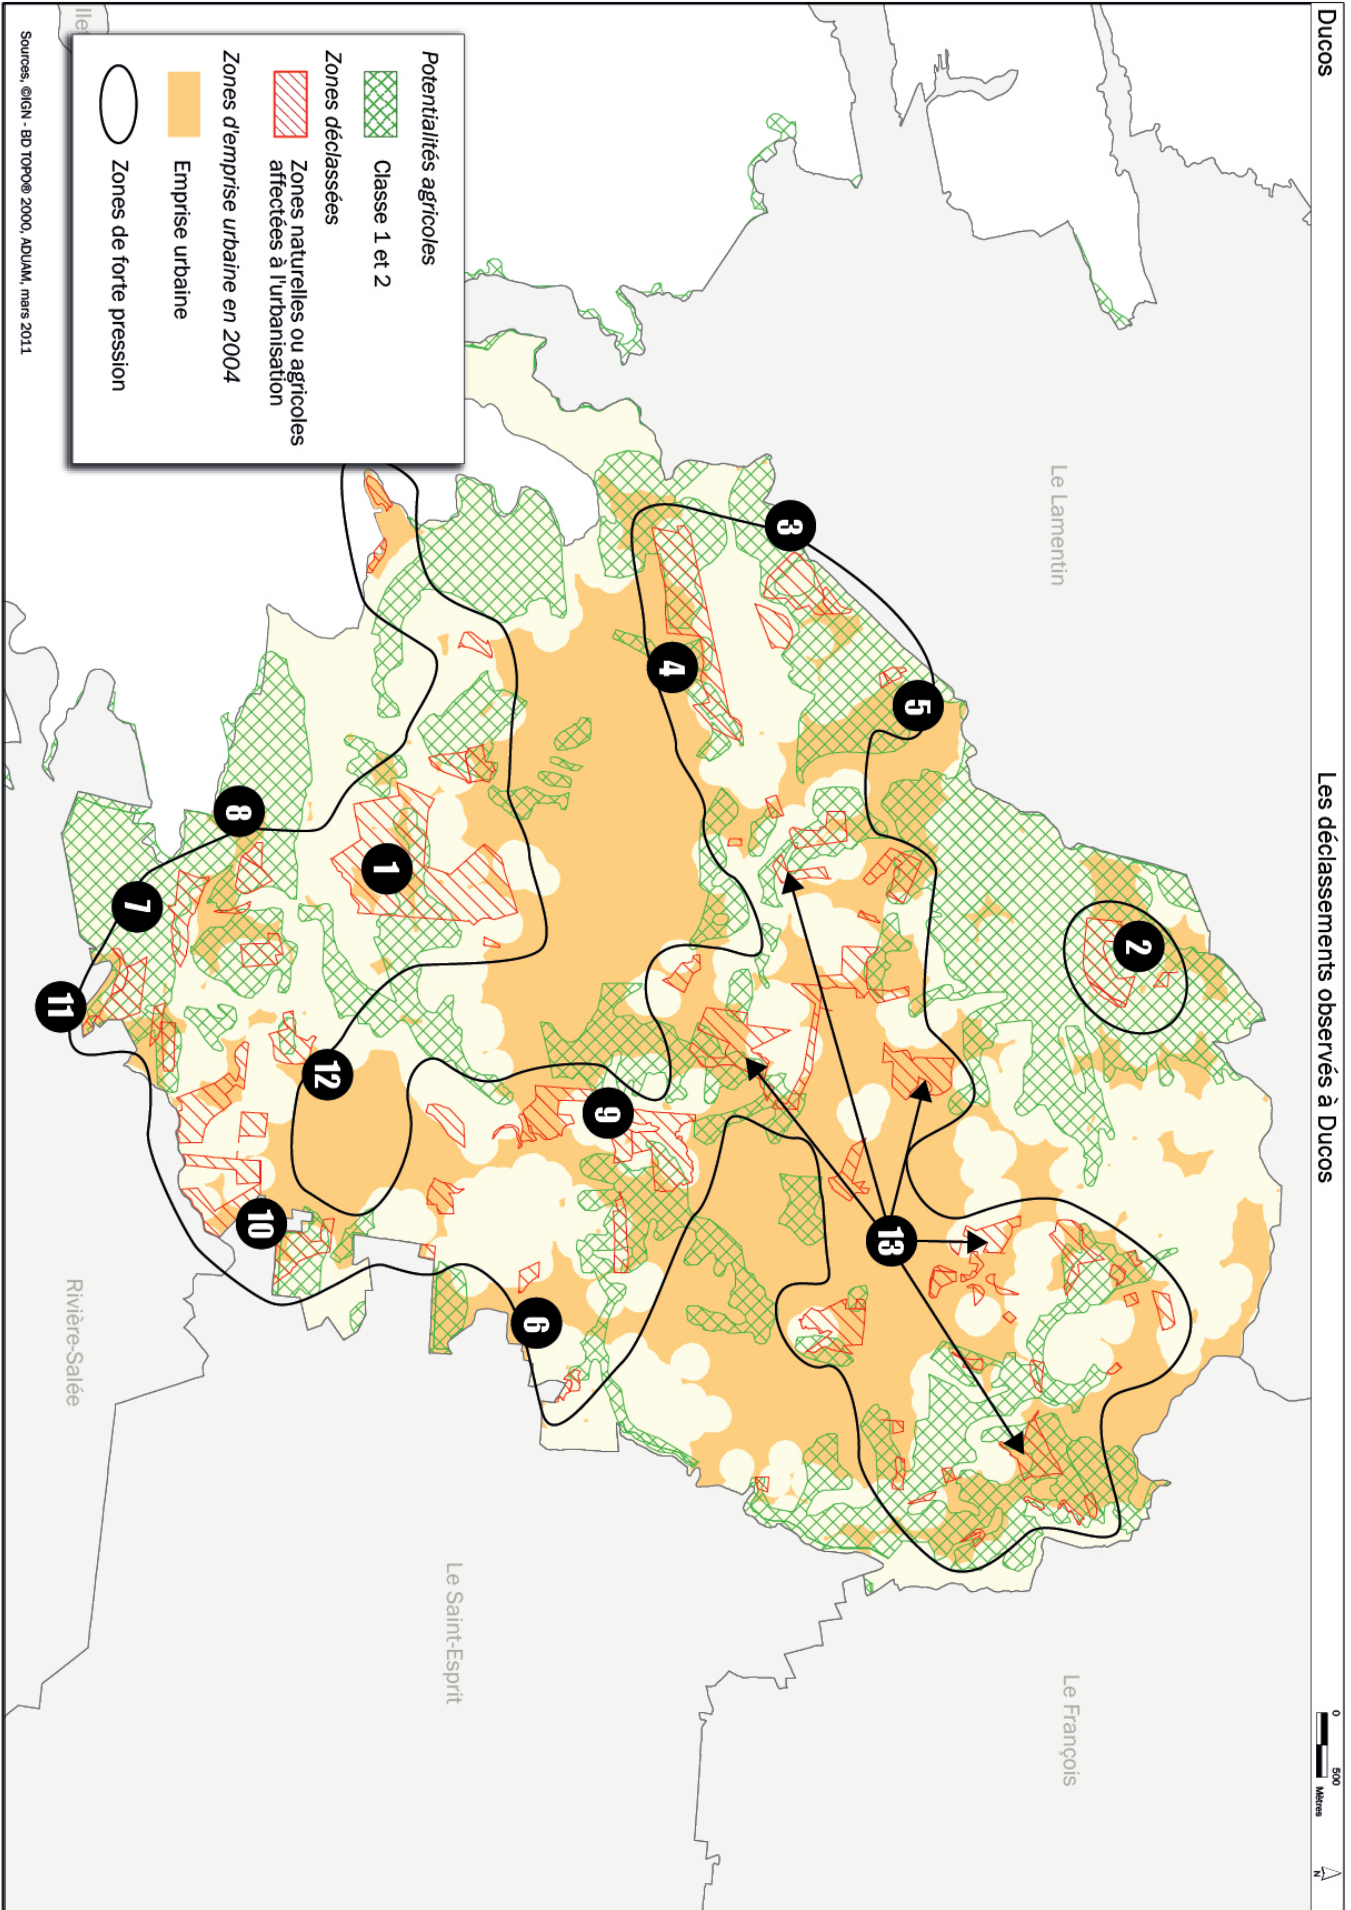 Ducos
Les déclassements observés à Ducos
0
500
Mètres
N
Le Lamentin
Le François
Le Saint-Esprit
Rivière-Salée
3
5
2
4
13
1
9
6
8
7
12
11
10
Potentialités agricoles
Classe 1 et 2
Zones déclassées
Zones naturelles ou agricoles
affectées à l'urbanisation
Zones d'emprise urbaine en 2004
Emprise urbaine
Zones de forte pression
Sources, ©IGN - BD TOPO® 2000, ADUAM, mars 2011